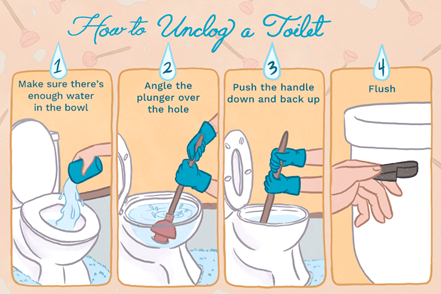 How to Unclog a Toilet
1
Make sure there's
enough water
in the bowl
2
Angle the
plunger over
the hole
3
Push the handle
down and back up
4
Flush